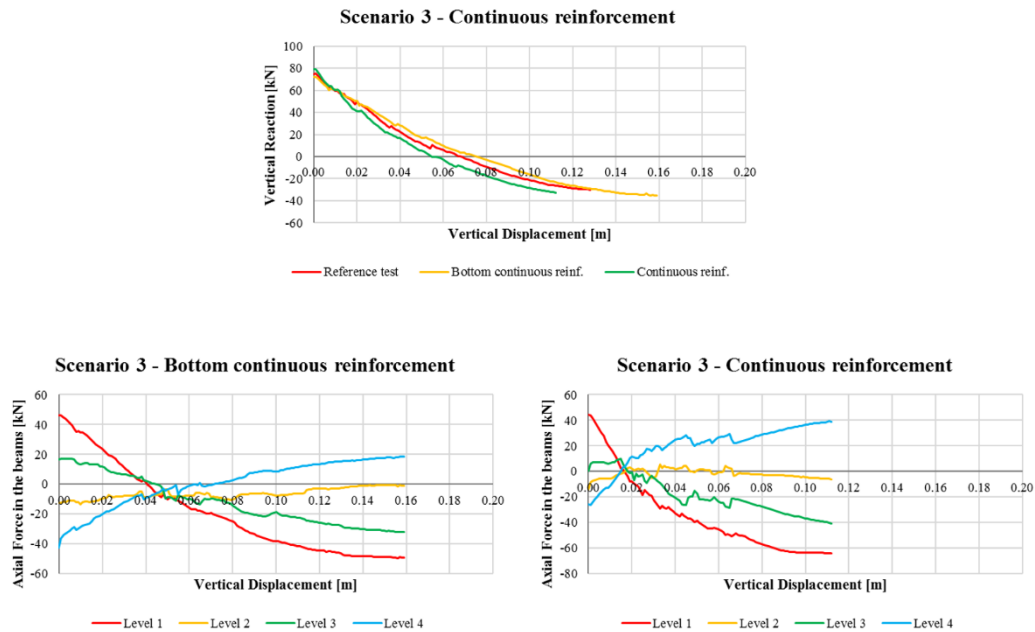 Scenario 3 - Continuous reinforcement
Vertical Reaction [kN]
100
80
60
40
20
0
-20
-40
-60
0.00 0.02 0.04 0.06 0.08 0.10 0.12 0.14 0.16 0.18 0.20
Vertical Displacement [m]
Reference test Bottom continuous reinf. Continuous reinf.
Scenario 3 - Bottom continuous reinforcement
Axial Force in the beams [kN]
60
40
20
0
-20
-40
-60
0.00 0.02 0.04 0.06 0.08 0.10 0.12 0.14 0.16 0.18 0.20
Vertical Displacement [m]
Level 1 Level 2 Level 3 Level 4
Scenario 3 - Continuous reinforcement
Axial Force in the beams [kN]
60
40
20
0
-20
-40
-60
-80
0.00 0.02 0.04 0.06 0.08 0.10 0.12 0.14 0.16 0.18 0.20
Vertical Displacement [m]
Level 1 Level 2 Level 3 Level 4